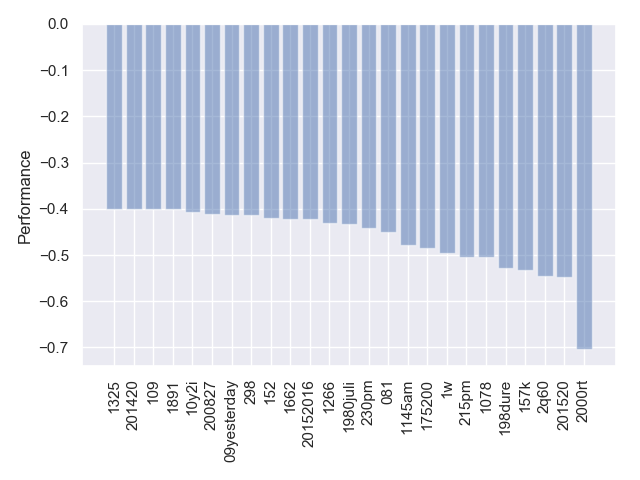 0.0
−0.1
−0.2
−0.3
−0.4
−0.5
−0.6
−0.7
Performance
1325
201420
109
1891
10y2i
200827
09yesterday
298
152
1662
20152016
1266
1980juli
230pm
081
1145am
175200
1w
215pm
1078
198dure
157k
2q60
201520
2000rt